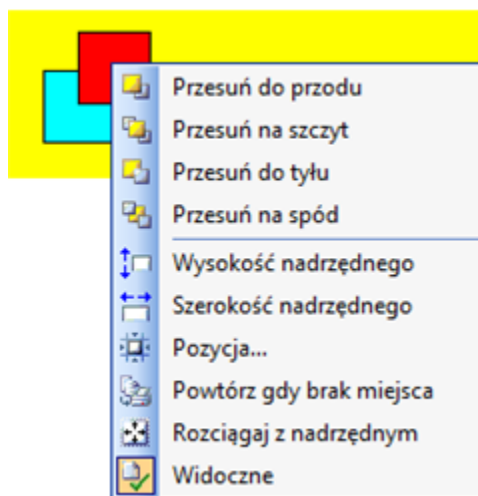 Przesuń do przodu
Przesuń na szczyt
Przesuń do tyłu
Przesuń na spód
Wysokość nadrzędnego
Szerokość nadrzędnego
Pozycja...
Powtórz gdy brak miejsca
Rozciągaj z nadrzędnym
Widoczne